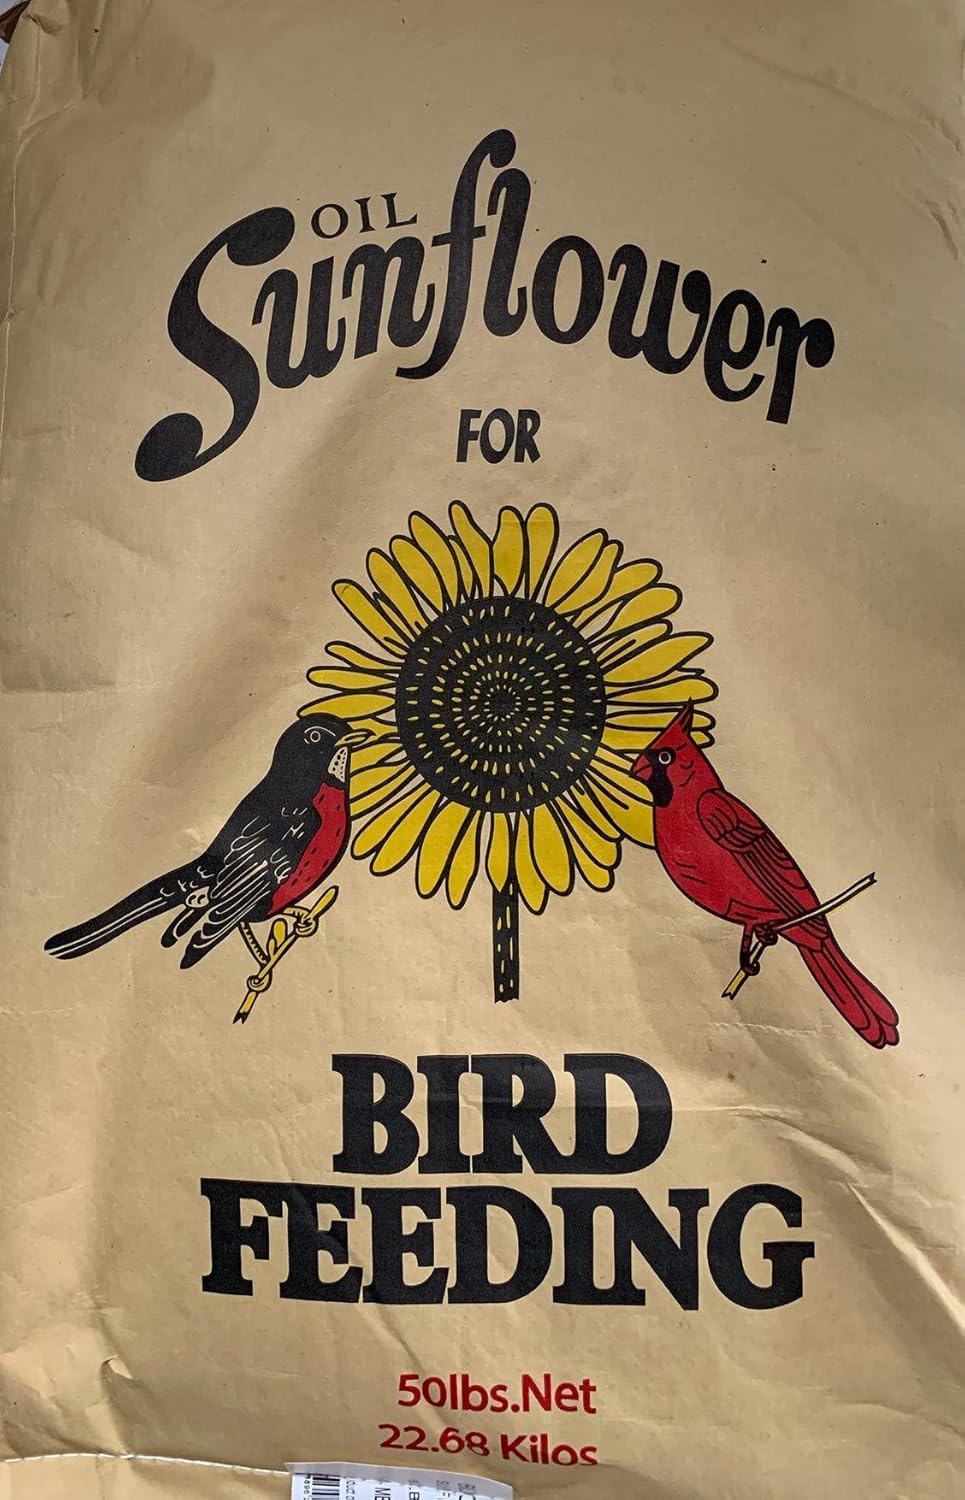 OIL
Sunflower
FOR
BIRD
FEEDING
50lbs.Net
22.68 Kilos